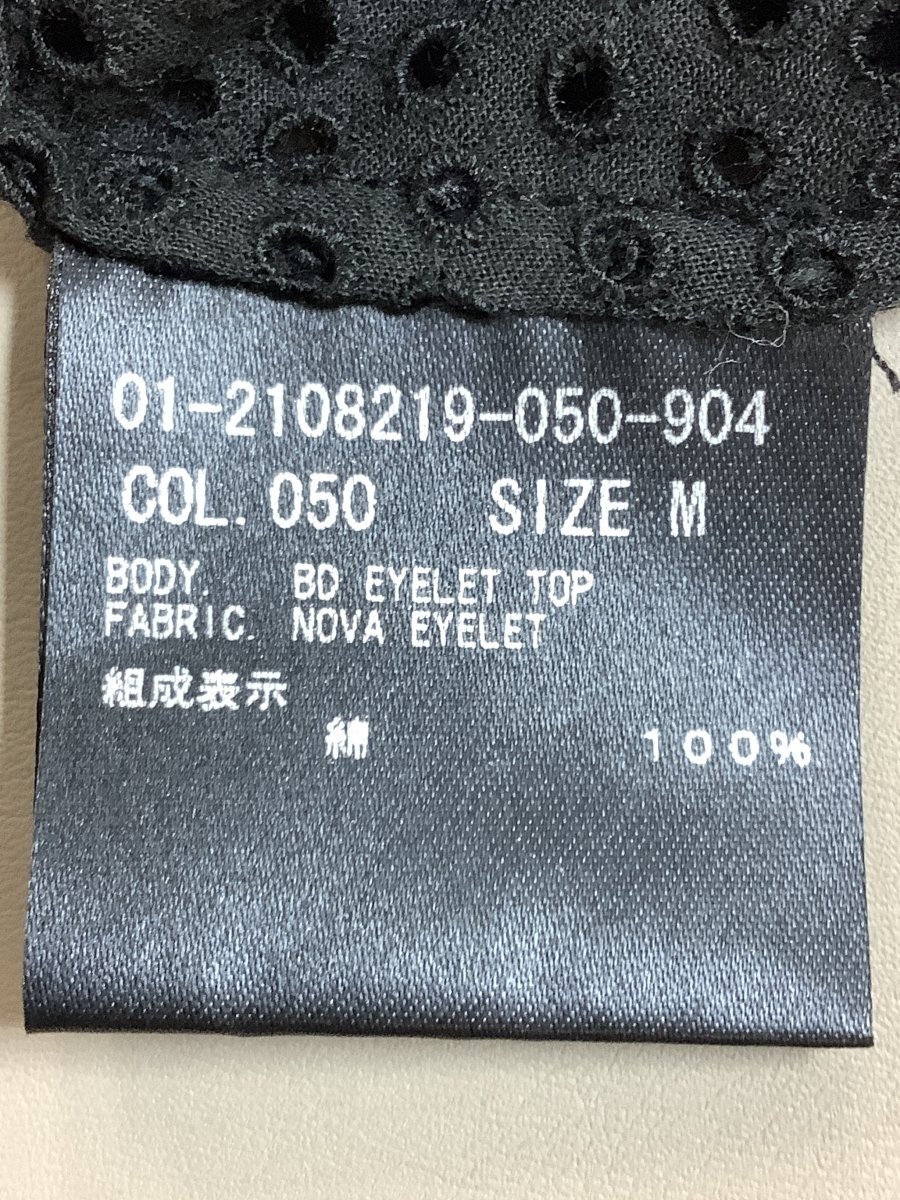 01-2108219-050-904
COL. 050 SIZE M
BODY. BD EYELET TOP
FABRIC. NOVA EYELET
組成表示
綿 100%